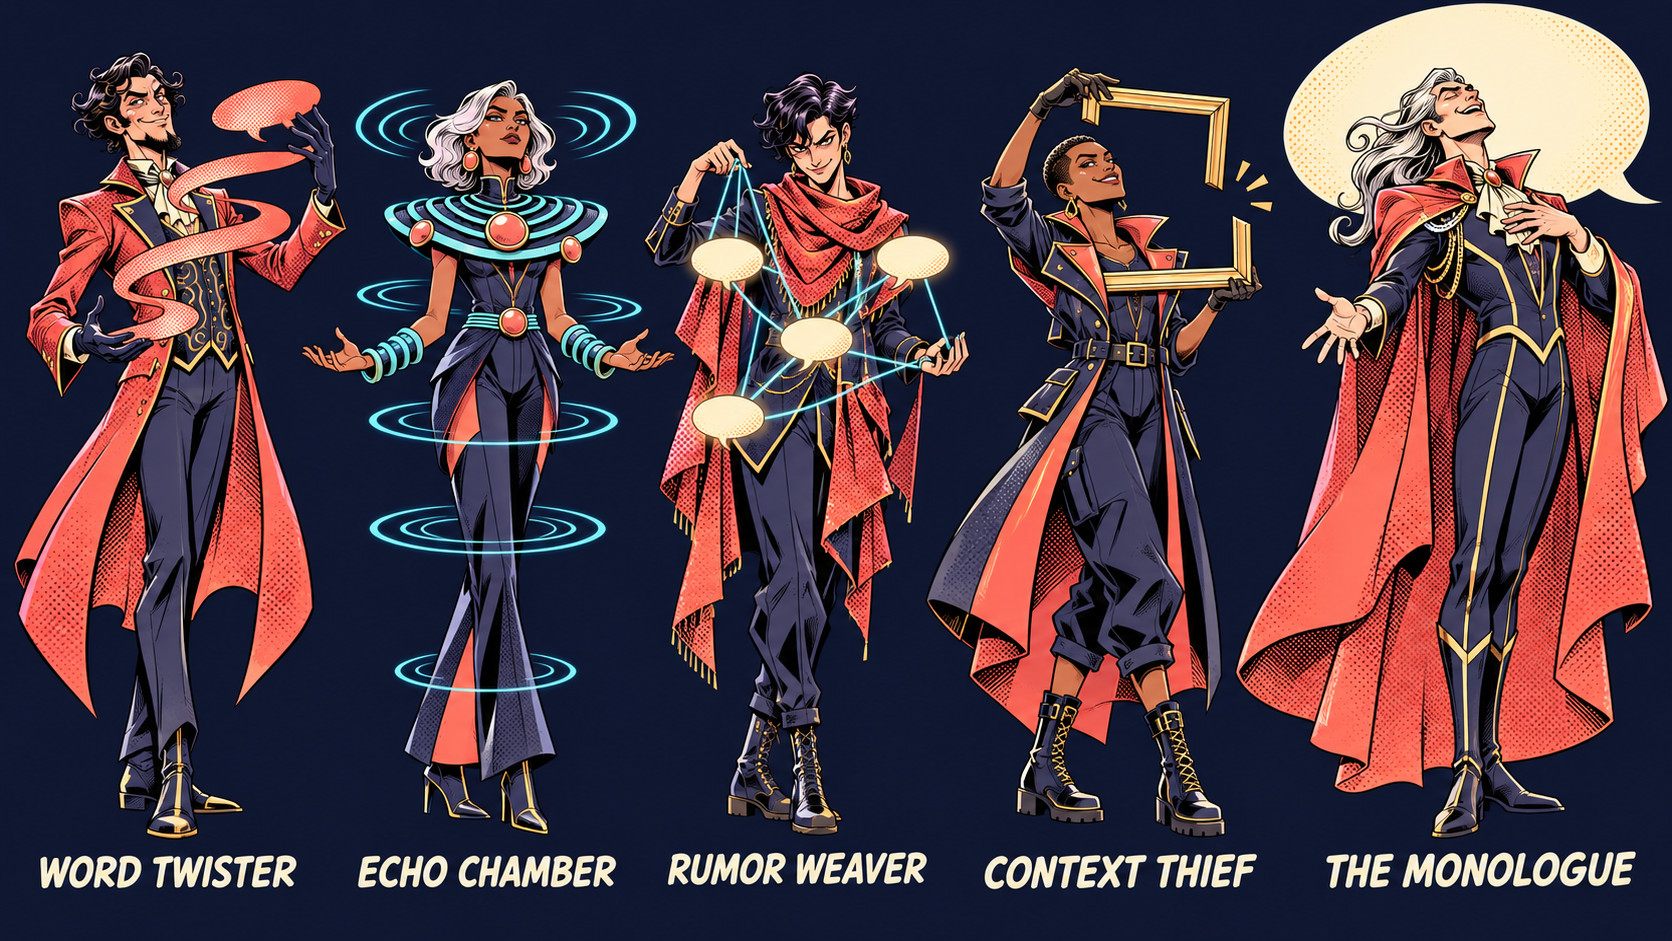 WORD TWISTER
ECHO CHAMBER
RUMOR WEAVER
CONTEXT THIEF
THE MONOLOGUE